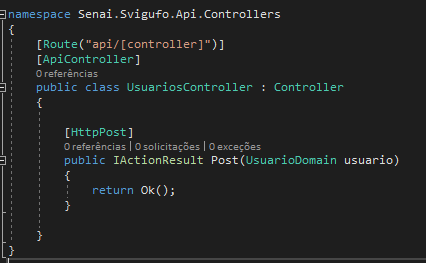 namespace Senai.Svigufo.Api.Controllers
{
[Route("api/[controller]")]
[ApiController]
0 referências
public class UsuariosController : Controller
{
[HttpPost]
0 referências | 0 solicitações | 0 exceções
public IActionResult Post(UsuarioDomain usuario)
{
return Ok();
}
}
}